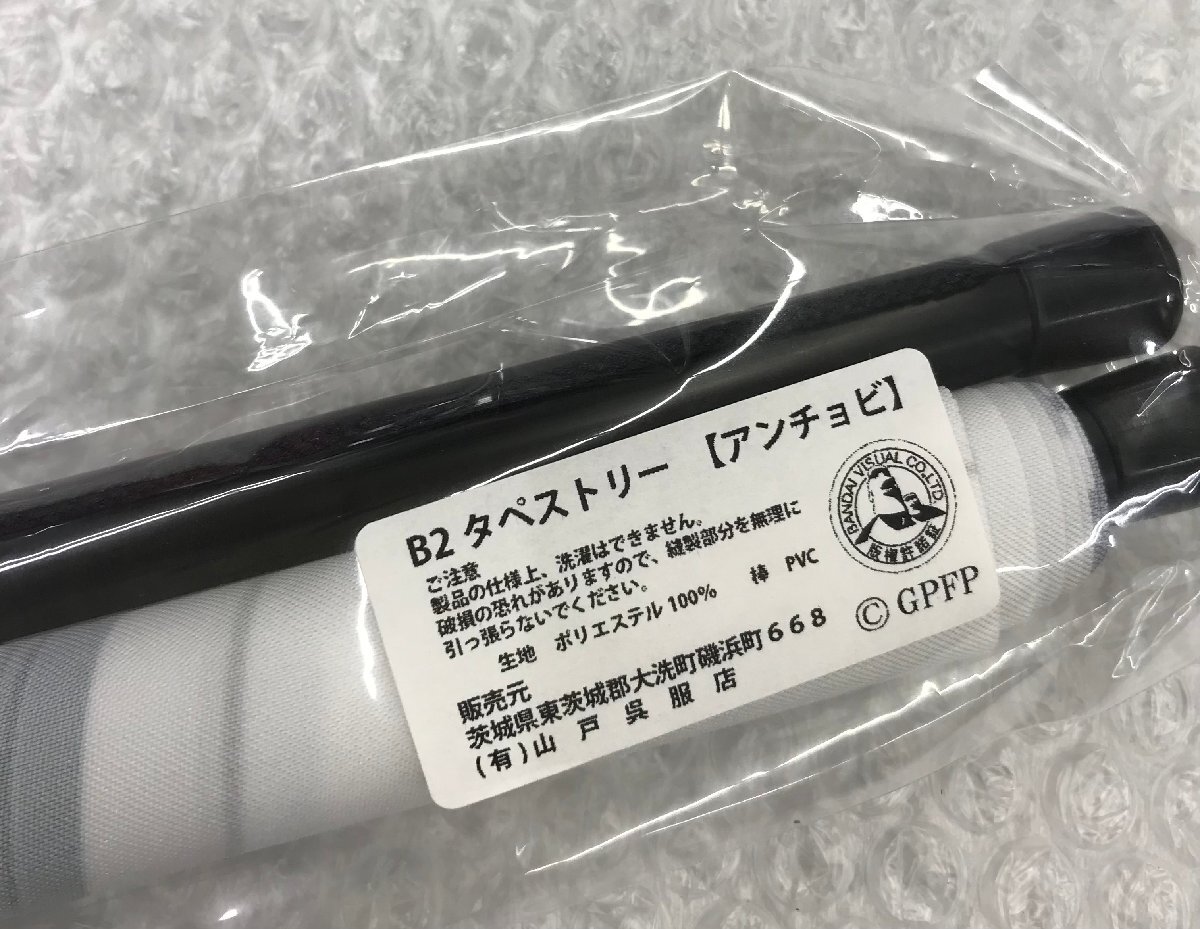 B2 タペストリー 【アンチョビ】
ご注意
製品の仕様上、洗濯はできません。
破損の恐れがありますので、縫製部分を無理に
引っ張らないでください。
生地 ポリエステル 100% 棒 PVC
販売元
茨城県東茨城郡大洗町磯浜町668
(有)山戸呉服店
BANDAI VISUAL CO.,LTD.
版権許諾証
© GPFP